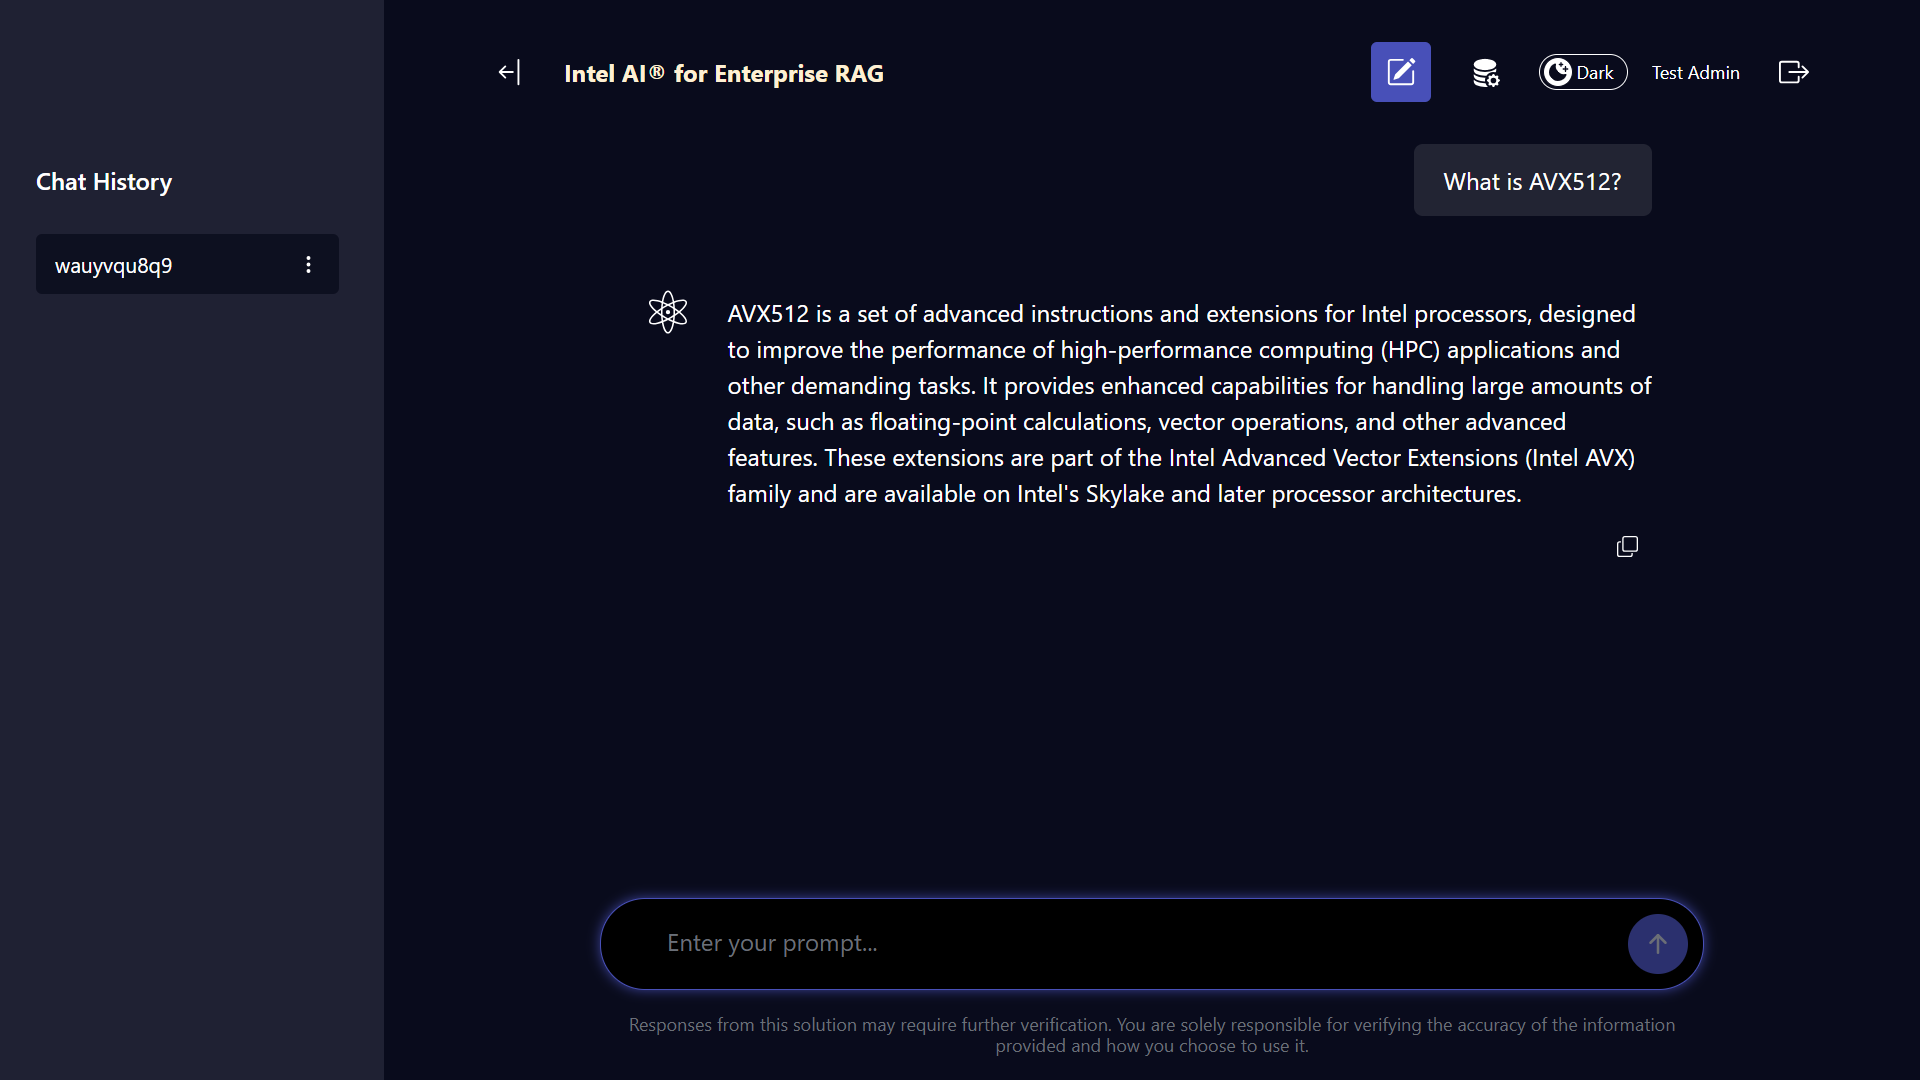 Intel AI® for Enterprise RAG
Dark
Test Admin
Chat History
wauyvqu8q9
What is AVX512?
AVX512 is a set of advanced instructions and extensions for Intel processors, designed
to improve the performance of high-performance computing (HPC) applications and
other demanding tasks. It provides enhanced capabilities for handling large amounts of
data, such as floating-point calculations, vector operations, and other advanced
features. These extensions are part of the Intel Advanced Vector Extensions (Intel AVX)
family and are available on Intel's Skylake and later processor architectures.
Enter your prompt...
Responses from this solution may require further verification. You are solely responsible for verifying the accuracy of the information
provided and how you choose to use it.